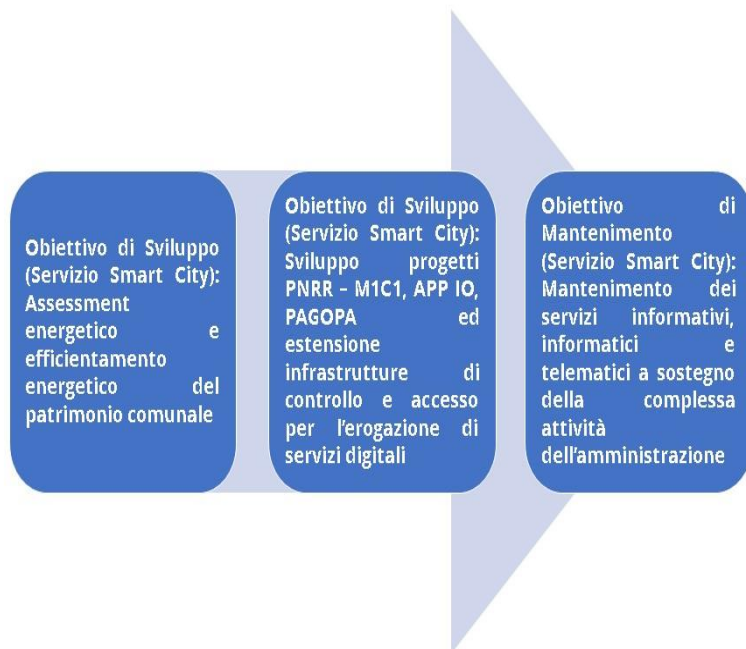 Obiettivo di Sviluppo
(Servizio Smart City):
Assessment
energetico e
efficientamento
energetico del
patrimonio comunale
Obiettivo di Sviluppo
(Servizio Smart City):
Sviluppo progetti
PNRR – M1C1, APP IO,
PAGOPA ed
estensione
infrastrutture di
controllo e accesso
per l'erogazione di
servizi digitali
Obiettivo di
Mantenimento
(Servizio Smart City):
Mantenimento dei
servizi informativi,
informatici e
telematici a sostegno
della complessa
attività
dell'amministrazione